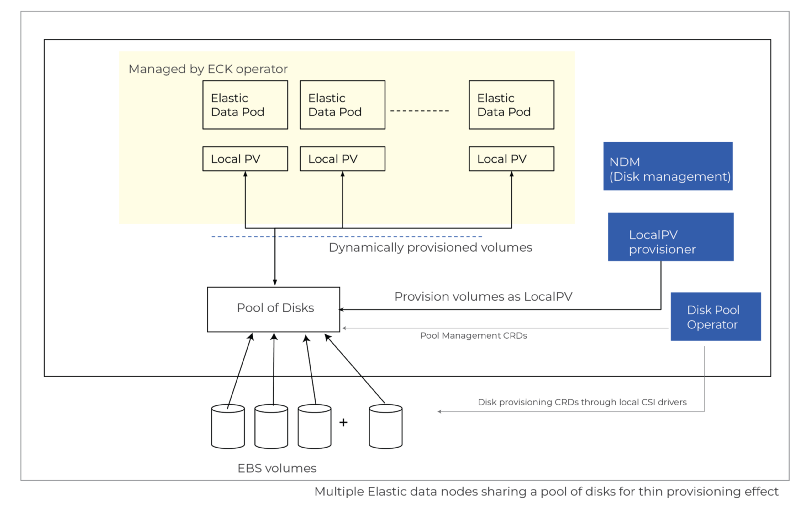 Managed by ECK operator
Elastic
Data Pod
Elastic
Data Pod
Elastic
Data Pod
Local PV
Local PV
Local PV
NDM
(Disk management)
LocalPV
provisioner
Dynamically provisioned volumes
Provision volumes as LocalPV
Pool of Disks
Disk Pool
Operator
Pool Management CRDs
Disk provisioning CRDs through local CSI drivers
+
EBS volumes
Multiple Elastic data nodes sharing a pool of disks for thin provisioning effect